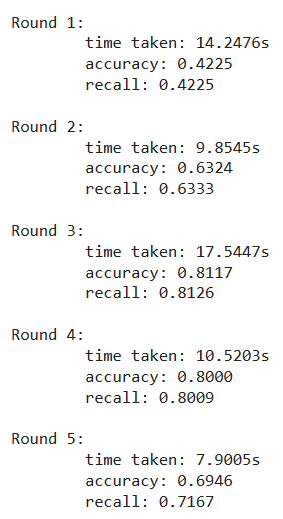 Round 1:
time taken: 14.2476s
accuracy: 0.4225
recall: 0.4225
Round 2:
time taken: 9.8545s
accuracy: 0.6324
recall: 0.6333
Round 3:
time taken: 17.5447s
accuracy: 0.8117
recall: 0.8126
Round 4:
time taken: 10.5203s
accuracy: 0.8000
recall: 0.8009
Round 5:
time taken: 7.9005s
accuracy: 0.6946
recall: 0.7167